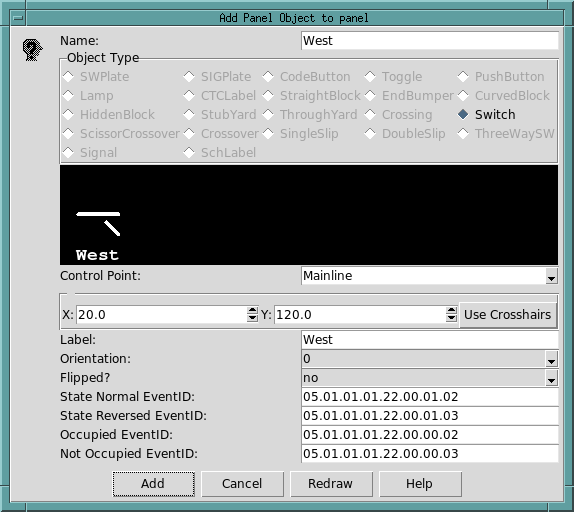 Add Panel Object to panel
Name: West
Object Type
SWPlate SIGPlate CodeButton Toggle PushButton
Lamp CTCLabel StraightBlock EndBumper CurvedBlock
HiddenBlock StubYard ThroughYard Crossing Switch
ScissorCrossover Crossover SingleSlip DoubleSlip ThreeWaySW
Signal SchLabel
West
Control Point: Mainline
X: 20.0 Y: 120.0 Use Crosshairs
Label: West
Orientation: 0
Flipped? no
State Normal EventID: 05.01.01.01.22.00.01.02
State Reversed EventID: 05.01.01.01.22.00.01.03
Occupied EventID: 05.01.01.01.22.00.00.02
Not Occupied EventID: 05.01.01.01.22.00.00.03
Add Cancel Redraw Help